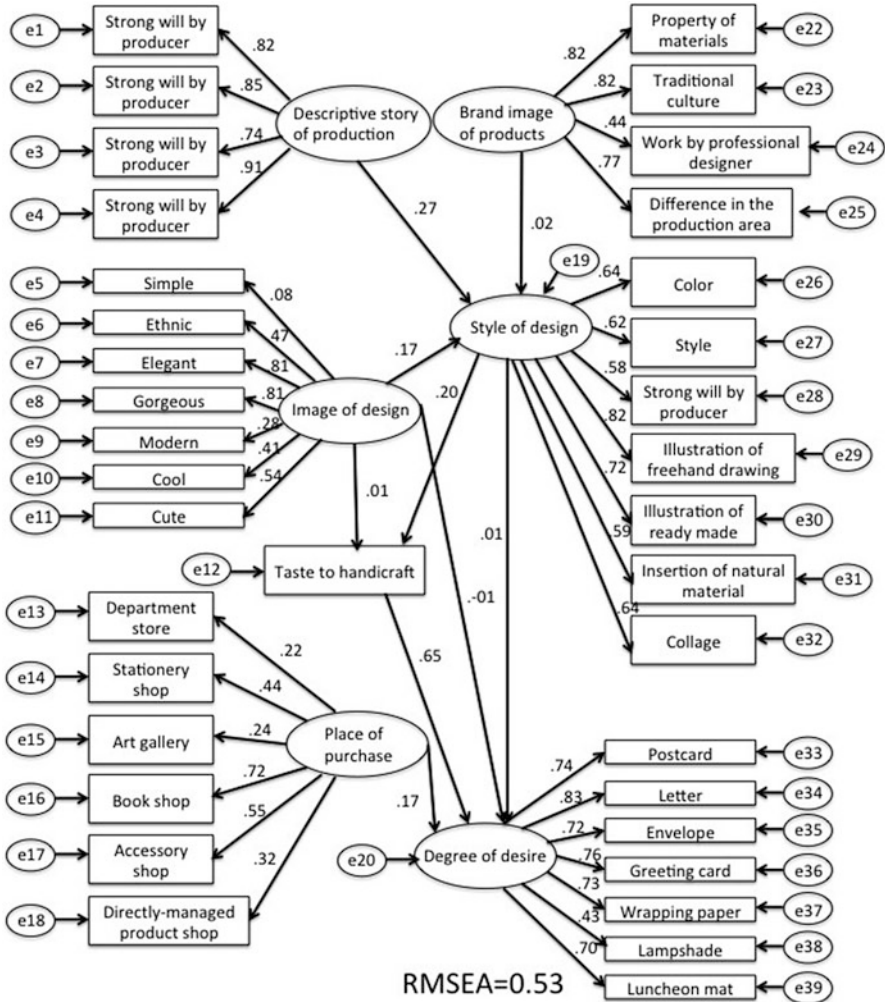 e1
Strong will by
producer
.82
e2
Strong will by
producer
.85
e3
Strong will by
producer
.74
e4
Strong will by
producer
.91
Descriptive story
of production
.27
Brand image
of products
.02
.82
Property of
materials
e22
.82
Traditional
culture
e23
.44
Work by professional
designer
e24
.77
Difference in the
production area
e25
e5
Simple
.08
e6
Ethnic
.47
e7
Elegant
.81
e8
Gorgeous
.81
e9
Modern
.28
e10
Cool
.41
e11
Cute
.54
Image of design
.17
.01
.-01
e19
Style of design
.20
.01
.64
Color
e26
.62
Style
e27
.58
Strong will by
producer
e28
.82
Illustration of
freehand drawing
e29
.72
Illustration of
ready made
e30
.59
Insertion of natural
material
e31
.64
Collage
e32
e12
Taste to handicraft
.65
e13
Department
store
.22
e14
Stationery
shop
.44
e15
Art gallery
.24
e16
Book shop
.72
e17
Accessory
shop
.55
e18
Directly-managed
product shop
.32
Place of
purchase
.17
e20
Degree of desire
.74
Postcard
e33
.83
Letter
e34
.72
Envelope
e35
.76
Greeting card
e36
.73
Wrapping paper
e37
.43
Lampshade
e38
.70
Luncheon mat
e39
RMSEA=0.53